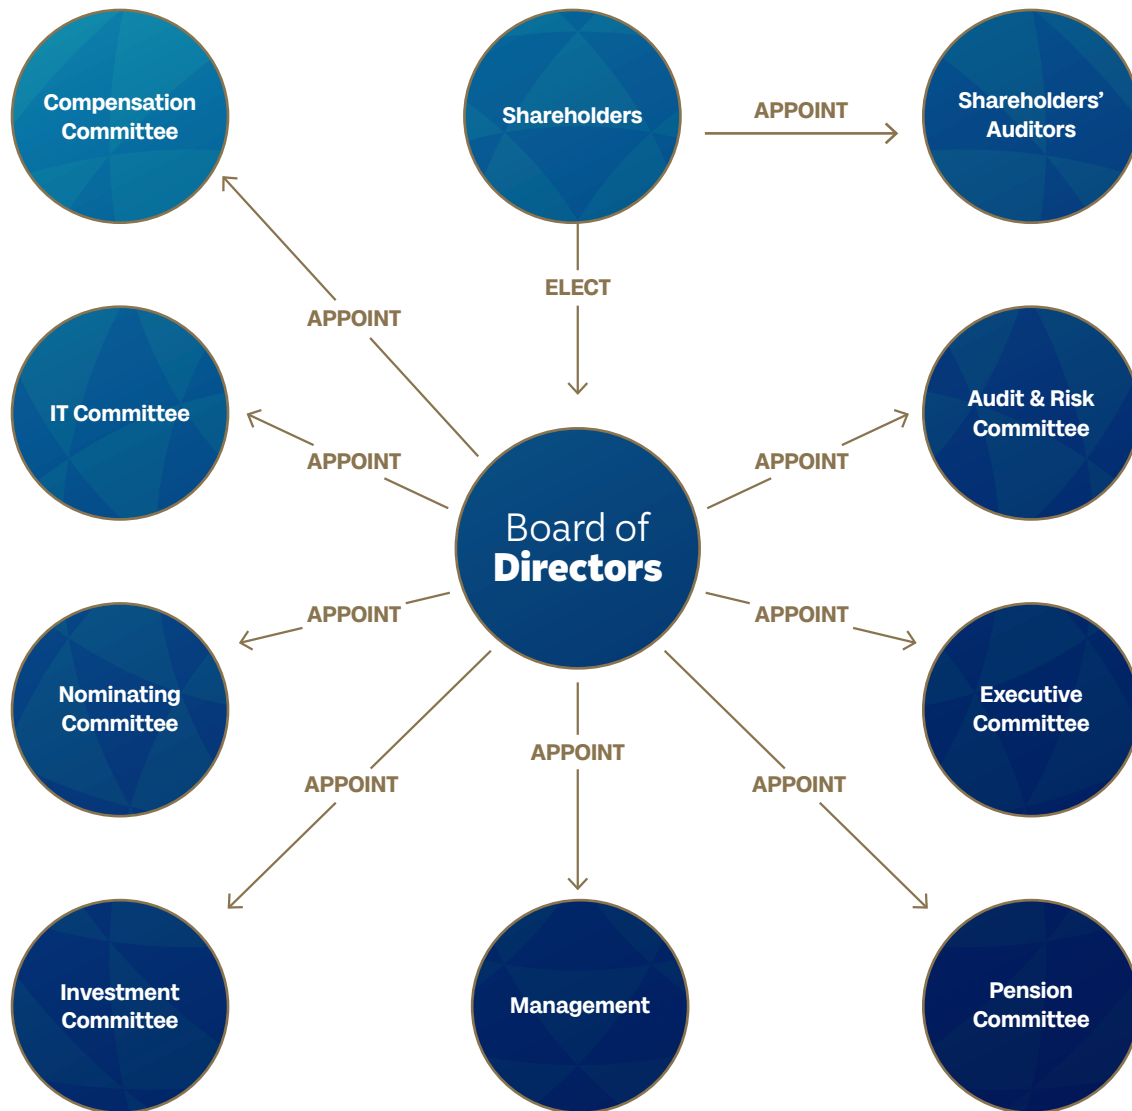 Compensation
Committee
Shareholders
APPOINT
Shareholders’
Auditors
ELECT
APPOINT
IT Committee
APPOINT
Audit & Risk
Committee
APPOINT
Board of
Directors
APPOINT
Nominating
Committee
APPOINT
Executive
Committee
APPOINT
APPOINT
APPOINT
Investment
Committee
Management
Pension
Committee